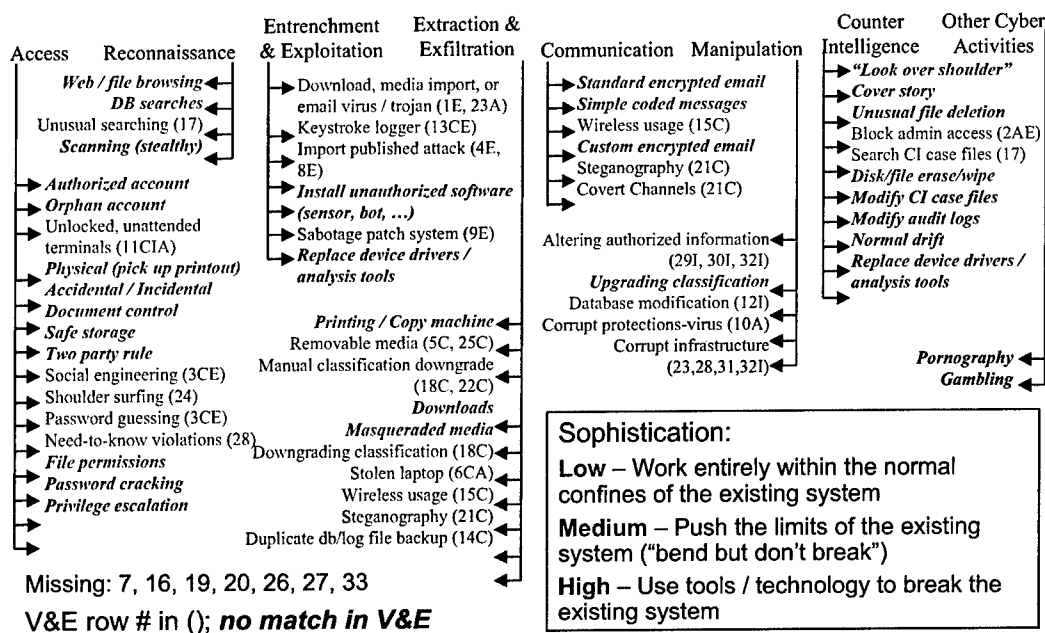 Access
Reconnaissance
Web / file browsing
DB searches
Unusual searching (17)
Scanning (stealthy)
Authorized account
Orphan account
Unlocked, unattended
terminals (11CIA)
Physical (pick up printout)
Accidental / Incidental
Document control
Safe storage
Two party rule
Social engineering (3CE)
Shoulder surfing (24)
Password guessing (3CE)
Need-to-know violations (28)
File permissions
Password cracking
Privilege escalation
Entrenchment
& Exploitation
Download, media import, or
email virus / trojan (1E, 23A)
Keystroke logger (13CE)
Import published attack (4E,
8E)
Install unauthorized software
(sensor, bot, ...)
Sabotage patch system (9E)
Replace device drivers /
analysis tools
Extraction &
Exfiltration
Printing / Copy machine
Removable media (5C, 25C)
Manual classification downgrade
(18C, 22C)
Downloads
Masqueraded media
Downgrading classification (18C)
Stolen laptop (6CA)
Wireless usage (15C)
Steganography (21C)
Duplicate db/log file backup (14C)
Communication
Standard encrypted email
Simple coded messages
Wireless usage (15C)
Custom encrypted email
Steganography (21C)
Covert Channels (21C)
Manipulation
Altering authorized information
(29I, 30I, 32I)
Upgrading classification
Database modification (12I)
Corrupt protections-virus (10A)
Corrupt infrastructure
(23,28,31,32I)
Counter
Intelligence
"Look over shoulder"
Cover story
Unusual file deletion
Block admin access (2AE)
Search CI case files (17)
Disk/file erase/wipe
Modify CI case files
Modify audit logs
Normal drift
Replace device drivers /
analysis tools
Other Cyber
Activities
Pornography
Gambling
Sophistication:
Low – Work entirely within the normal
confines of the existing system
Medium – Push the limits of the existing
system ("bend but don't break")
High – Use tools / technology to break the
existing system
Missing: 7, 16, 19, 20, 26, 27, 33
V&E row # in (); no match in V&E